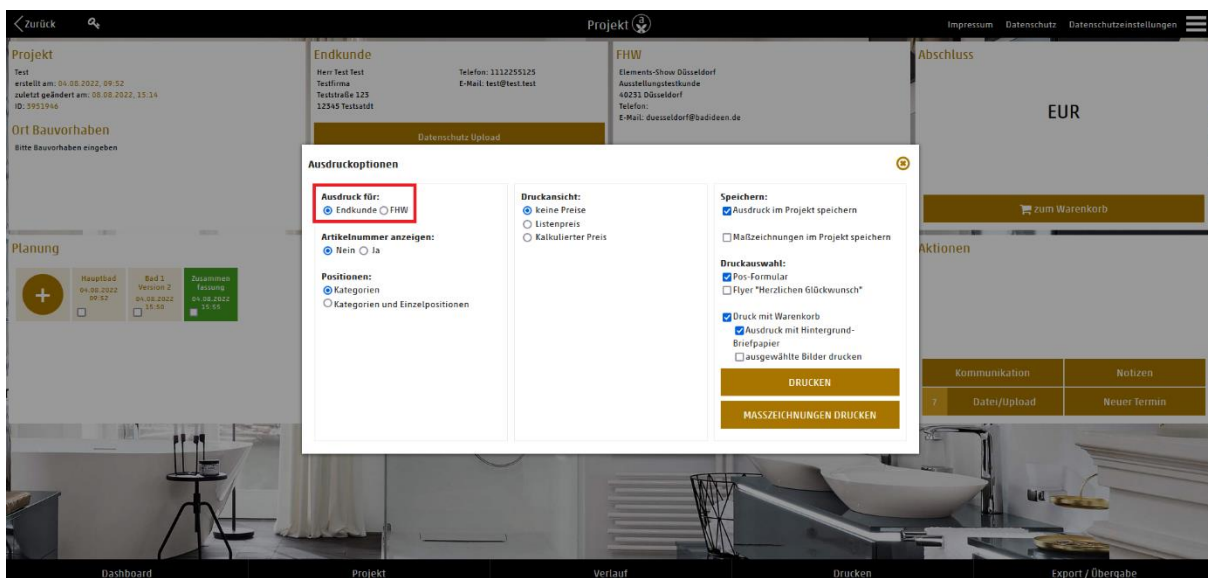 Zurück
Projekt
Impressum Datenschutz Datenschutzeinstellungen
Projekt
Test
erstellt am: 04.08.2022, 09:52
zuletzt geändert am: 08.08.2022, 15:14
ID: 5951946
Ort Bauvorhaben
Bitte Bauvorhaben eingeben
Endkunde
Herr Test Test
Testfirma
Teststraße 123
12345 Testsatdt
Telefon: 1112255125
E-Mail: test@test.test
Datenschutz Upload
FHW
Elements-Show Düsseldorf
Ausstellungstestkunde
40231 Düsseldorf
Telefon:
E-Mail: duesseldorf@badideen.de
Abschluss
EUR
zum Warenkorb
Planung
Hauptbad
04.08.2022
09:52
Bad 1
Version 2
04.08.2022
15:50
Zusammen
fassung
04.08.2022
15:55
Ausdruckoptionen
Ausdruck für:
Endkunde FHW
Artikelnummer anzeigen:
Nein Ja
Positionen:
Kategorien
Kategorien und Einzelpositionen
Druckansicht:
keine Preise
Listenpreis
Kalkulierter Preis
Speichern:
Ausdruck im Projekt speichern
Maßzeichnungen im Projekt speichern
Druckauswahl:
Pos-Formular
Flyer "Herzlichen Glückwunsch"
Druck mit Warenkorb
Ausdruck mit Hintergrund-
Briefpapier
ausgewählte Bilder drucken
DRUCKEN
MASSZEICHNUNGEN DRUCKEN
Aktionen
Kommunikation Notizen
7 Datei/Upload Neuer Termin
Dashboard Projekt Verlauf Drucken Export / Übergabe